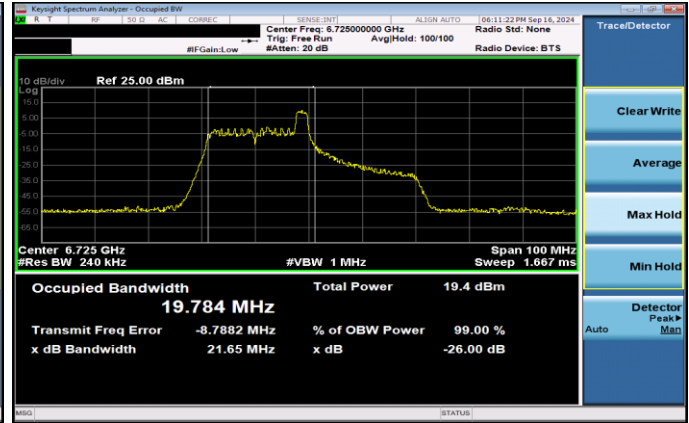 Keysight Spectrum Analyzer - Occupied BW
R T RF 50 Ω AC CORREC SENSE:INT ALIGN AUTO 06:11:22 PM Sep 16, 2024
Center Freq: 6.725000000 GHz Radio Std: None
Trig: Free Run Avg|Hold: 100/100
#IFGain:Low #Atten: 20 dB Radio Device: BTS
Trace/Detector
10 dB/div Ref 25.00 dBm
Log
15.0
5.00
-5.00
-15.0
-25.0
-35.0
-45.0
-55.0
-65.0
Center 6.725 GHz Span 100 MHz
#Res BW 240 kHz #VBW 1 MHz Sweep 1.667 ms
Occupied Bandwidth Total Power 19.4 dBm
19.784 MHz
Transmit Freq Error -8.7882 MHz % of OBW Power 99.00 %
x dB Bandwidth 21.65 MHz x dB -26.00 dB
Clear Write
Average
Max Hold
Min Hold
Detector
Peak▶
Auto Man
MSG STATUS